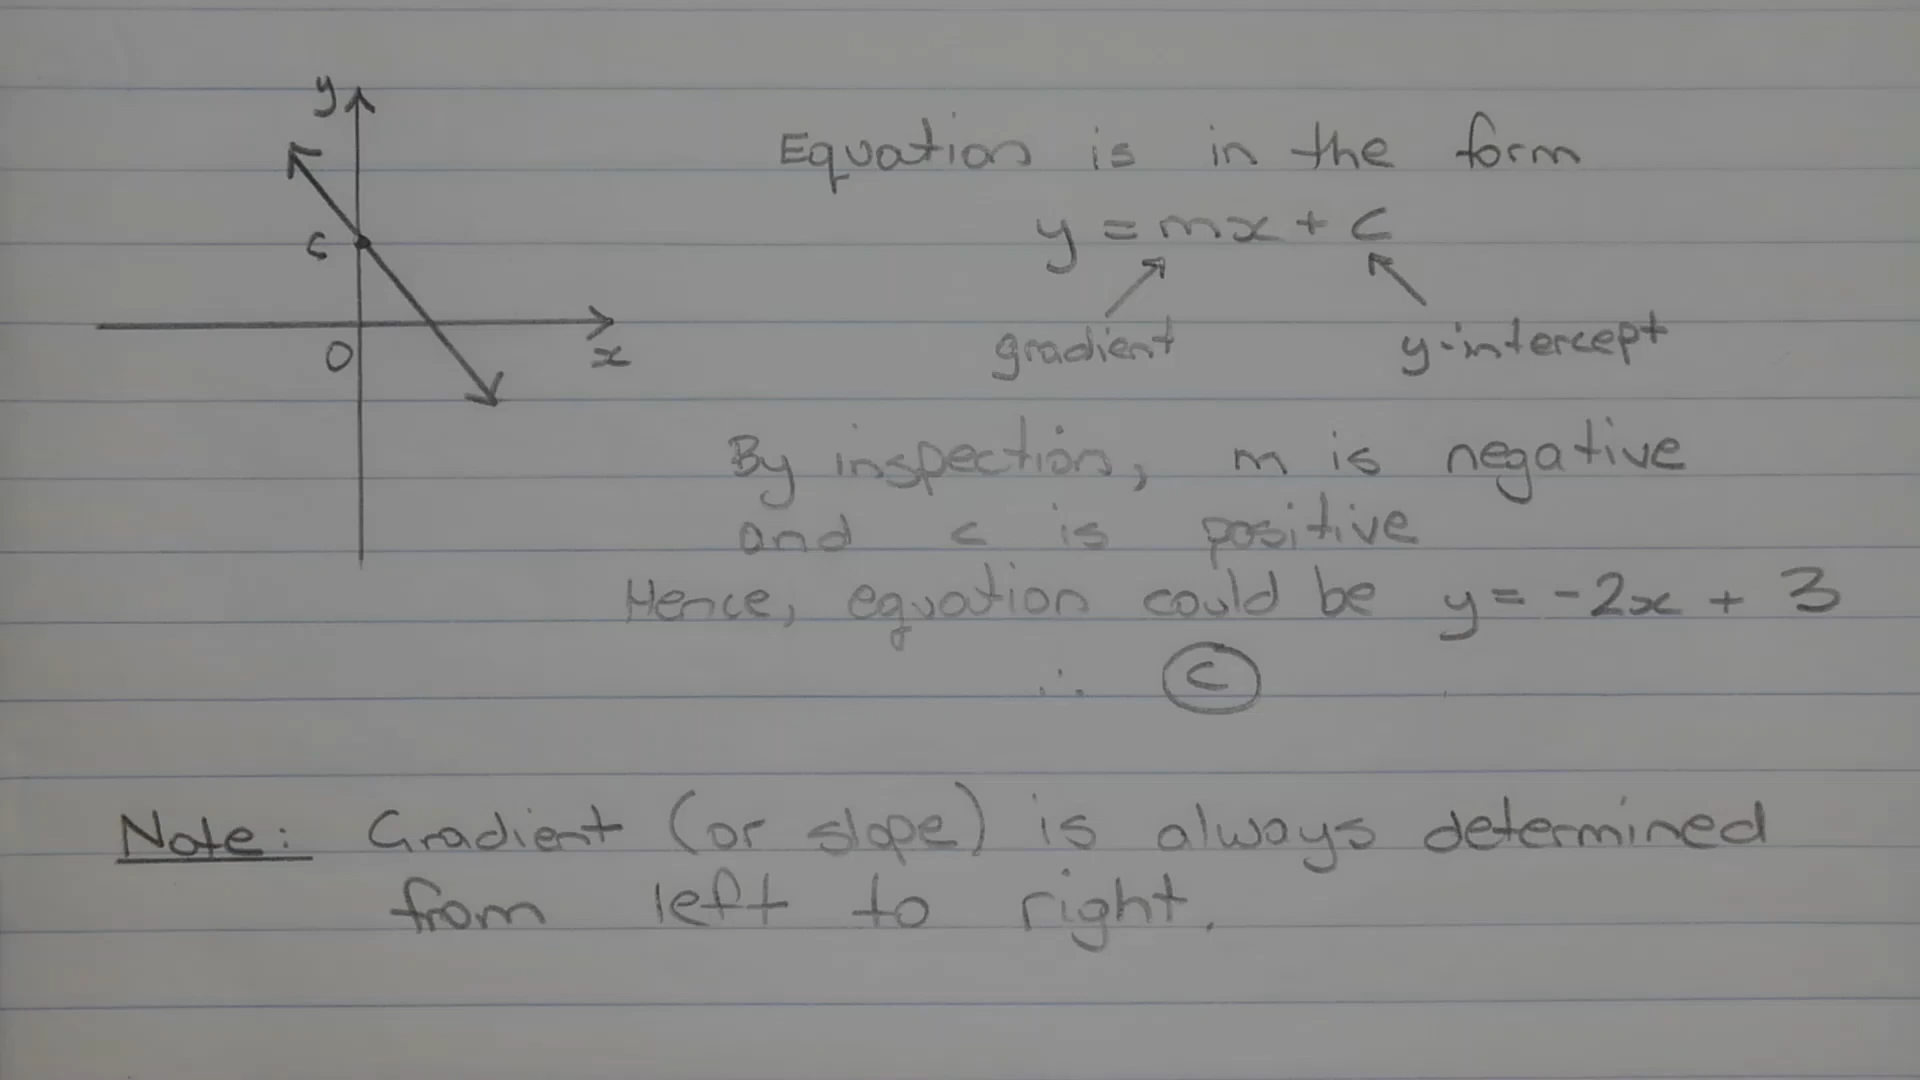 y
c
O
x
Equation is in the form
y = mx + c
gradient
y-intercept
By inspection, m is negative
and c is positive
Hence, equation could be y = -2x + 3
∴ C
Note: Gradient (or slope) is always determined
from left to right.